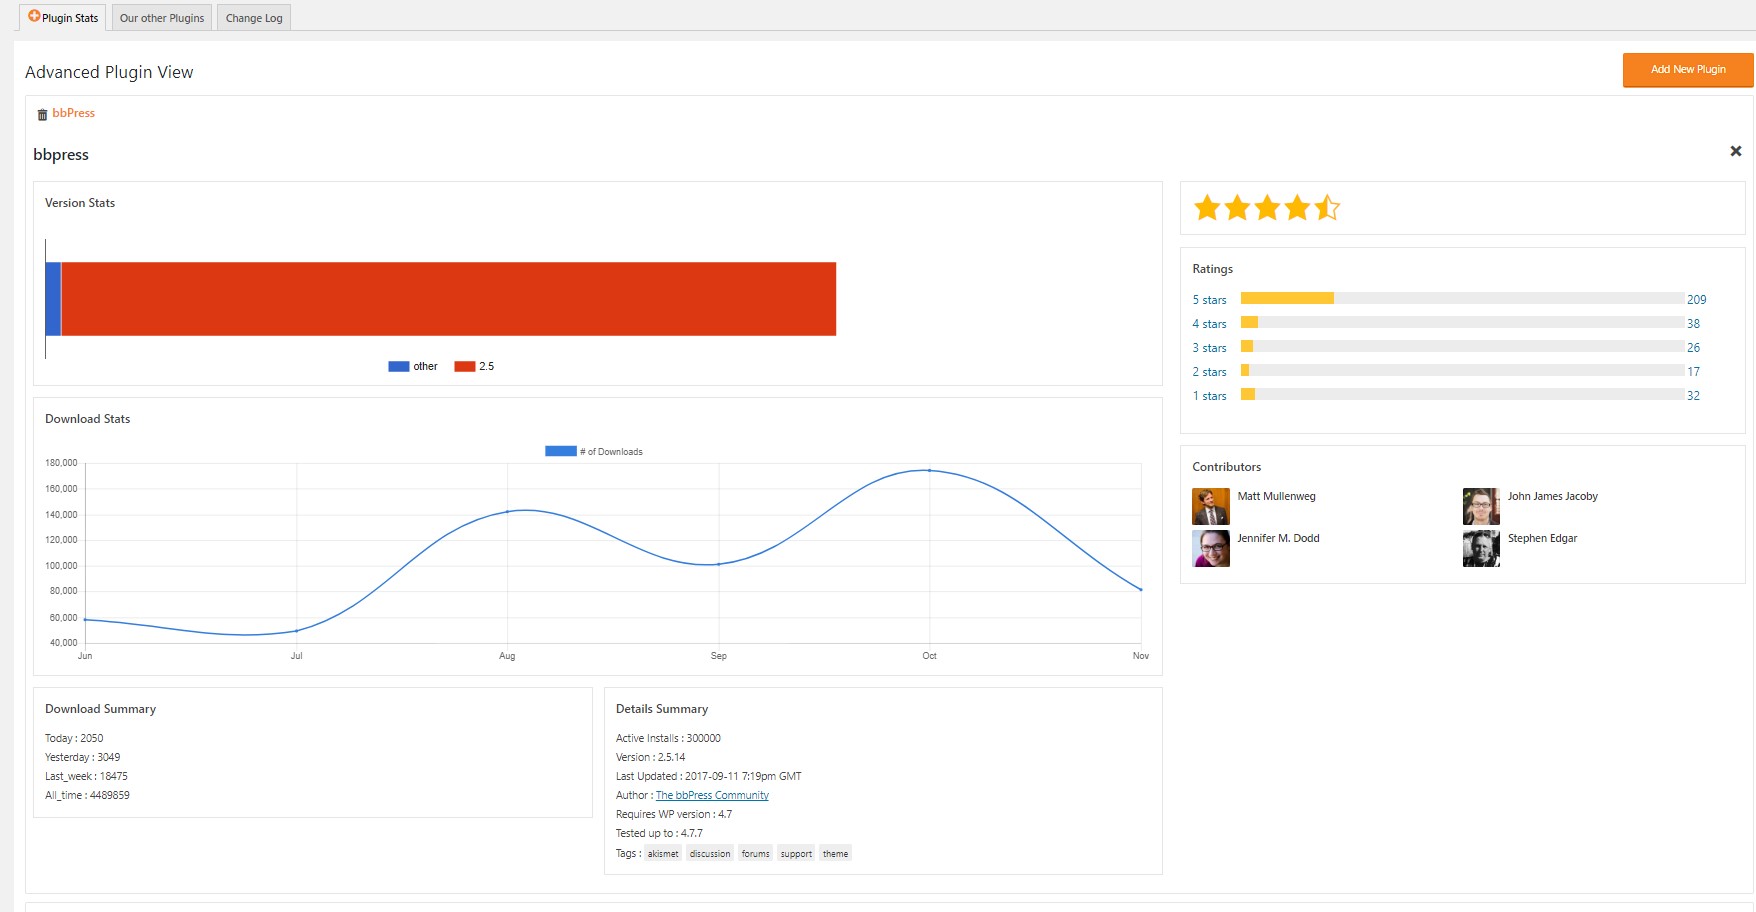 Plugin Stats
Our other Plugins
Change Log
Advanced Plugin View
Add New Plugin
bbPress
bbpress
Version Stats
other
2.5
Download Stats
# of Downloads
180,000
160,000
140,000
120,000
100,000
80,000
60,000
40,000
Jun
Jul
Aug
Sep
Oct
Nov
Download Summary
Today : 2050
Yesterday : 3049
Last_week : 18475
All_time : 4489859
Details Summary
Active Installs : 300000
Version : 2.5.14
Last Updated : 2017-09-11 7:19pm GMT
Author : The bbPress Community
Requires WP version : 4.7
Tested up to : 4.7.7
Tags : akismet discussion forums support theme
Ratings
5 stars 209
4 stars 38
3 stars 26
2 stars 17
1 stars 32
Contributors
Matt Mullenweg
John James Jacoby
Jennifer M. Dodd
Stephen Edgar